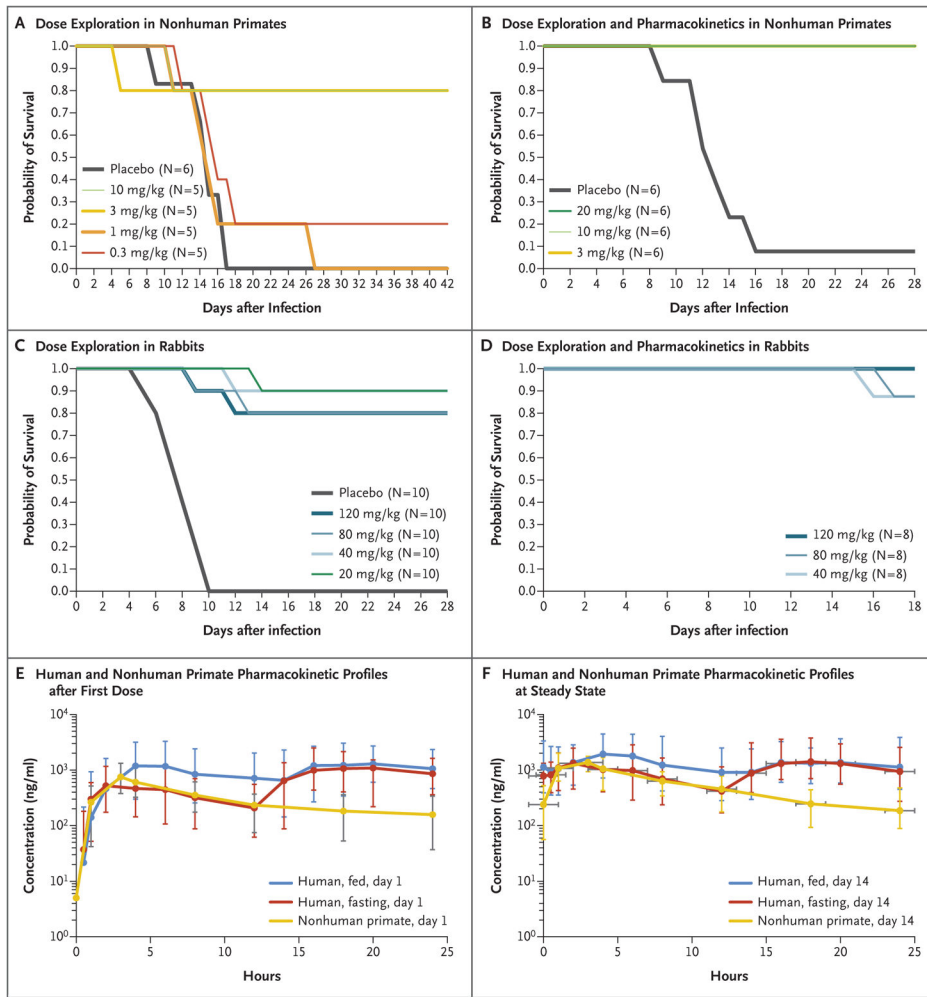 A Dose Exploration in Nonhuman Primates
1.0
0.9
0.8
0.7
0.6
0.5
0.4
0.3
0.2
0.1
0.0
Probability of Survival
Placebo (N=6)
10 mg/kg (N=5)
3 mg/kg (N=5)
1 mg/kg (N=5)
0.3 mg/kg (N=5)
0 2 4 6 8 10 12 14 16 18 20 22 24 26 28 30 32 34 36 38 40 42
Days after Infection
B Dose Exploration and Pharmacokinetics in Nonhuman Primates
1.0
0.9
0.8
0.7
0.6
0.5
0.4
0.3
0.2
0.1
0.0
Probability of Survival
Placebo (N=6)
20 mg/kg (N=6)
10 mg/kg (N=6)
3 mg/kg (N=6)
0 2 4 6 8 10 12 14 16 18 20 22 24 26 28
Days after Infection
C Dose Exploration in Rabbits
1.0
0.9
0.8
0.7
0.6
0.5
0.4
0.3
0.2
0.1
0.0
Probability of Survival
Placebo (N=10)
120 mg/kg (N=10)
80 mg/kg (N=10)
40 mg/kg (N=10)
20 mg/kg (N=10)
0 2 4 6 8 10 12 14 16 18 20 22 24 26 28
Days after infection
D Dose Exploration and Pharmacokinetics in Rabbits
1.0
0.9
0.8
0.7
0.6
0.5
0.4
0.3
0.2
0.1
0.0
Probability of Survival
120 mg/kg (N=8)
80 mg/kg (N=8)
40 mg/kg (N=8)
0 2 4 6 8 10 12 14 16 18
Days after infection
E Human and Nonhuman Primate Pharmacokinetic Profiles
after First Dose
10⁴
10³
10²
10¹
10⁰
Concentration (ng/ml)
Human, fed, day 1
Human, fasting, day 1
Nonhuman primate, day 1
0 5 10 15 20 25
Hours
F Human and Nonhuman Primate Pharmacokinetic Profiles
at Steady State
10⁴
10³
10²
10¹
10⁰
Concentration (ng/ml)
Human, fed, day 14
Human, fasting, day 14
Nonhuman primate, day 14
0 5 10 15 20 25
Hours